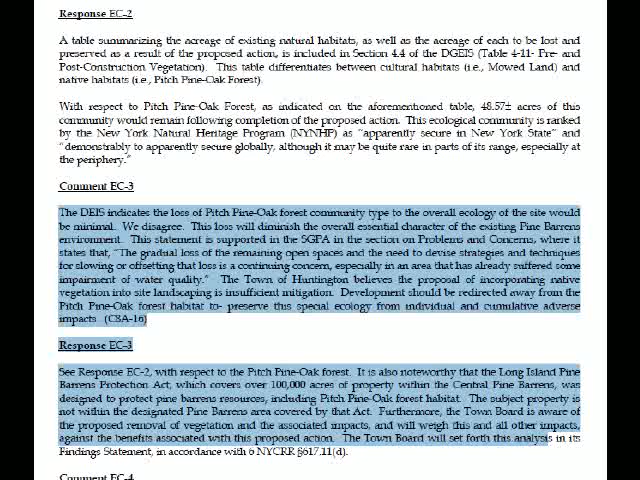 Response EC-2
A table summarizing the acreage of existing natural habitats, as well as the acreage of each to be lost and
preserved as a result of the proposed action, is included in Section 4.4 of the DGEIS (Table 4-11- Pre- and
Post-Construction Vegetation). This table differentiates between cultural habitats (i.e., Mowed Land) and
native habitats (i.e., Pitch Pine-Oak Forest).
With respect to Pitch Pine-Oak Forest, as indicated on the aforementioned table, 48.57± acres of this
community would remain following completion of the proposed action. This ecological community is ranked
by the New York Natural Heritage Program (NYNHP) as "apparently secure in New York State" and
"demonstrably to apparently secure globally, although it may be quite rare in parts of its range, especially at
the periphery."
Comment EC-3
The DEIS indicates the loss of Pitch Pine-Oak forest community type to the overall ecology of the site would
be minimal. We disagree. This loss will diminish the overall essential character of the existing Pine Barrens
environment. This statement is supported in the SGPA in the section on Problems and Concerns, where it
states that, "The gradual loss of the remaining open spaces and the need to devise strategies and techniques
for slowing or offsetting that loss is a continuing concern, especially in an area that has already suffered some
impairment of water quality." The Town of Huntington believes the proposal of incorporating native
vegetation into site landscaping is insufficient mitigation. Development should be redirected away from the
Pitch Pine-Oak forest habitat to- preserve this special ecology from individual and cumulative adverse
impacts. (C8A-16)
Response EC-3
See Response EC-2, with respect to the Pitch Pine-Oak forest. It is also noteworthy that the Long Island Pine
Barrens Protection Act, which covers over 100,000 acres of property within the Central Pine Barrens, was
designed to protect pine barrens resources, including Pitch Pine-Oak forest habitat. The subject property is
not within the designated Pine Barrens area covered by that Act. Furthermore, the Town Board is aware of
the proposed removal of vegetation and the associated impacts, and will weigh this and all other impacts,
against the benefits associated with this proposed action. The Town Board will set forth this analysis in its
Findings Statement, in accordance with 6 NYCRR §617.11(d).
Comment EC-4